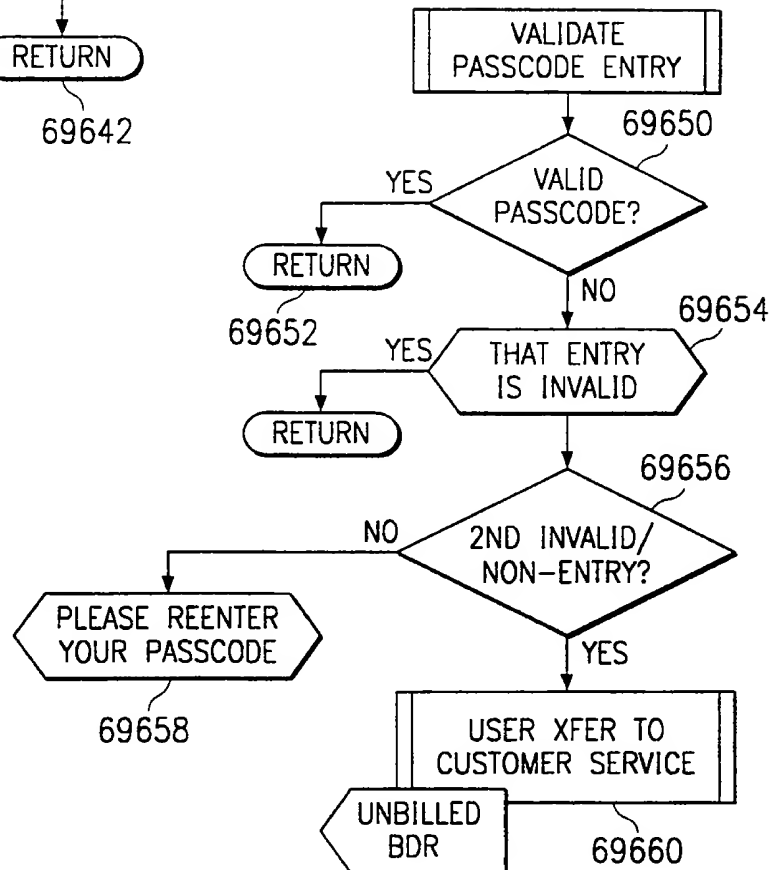 RETURN
69642
VALIDATE
PASSCODE ENTRY
69650
VALID
PASSCODE?
YES
RETURN
69652
NO
69654
THAT ENTRY
IS INVALID
YES
RETURN
69656
2ND INVALID/
NON-ENTRY?
NO
PLEASE REENTER
YOUR PASSCODE
69658
YES
USER XFER TO
CUSTOMER SERVICE
UNBILLED
BDR
69660